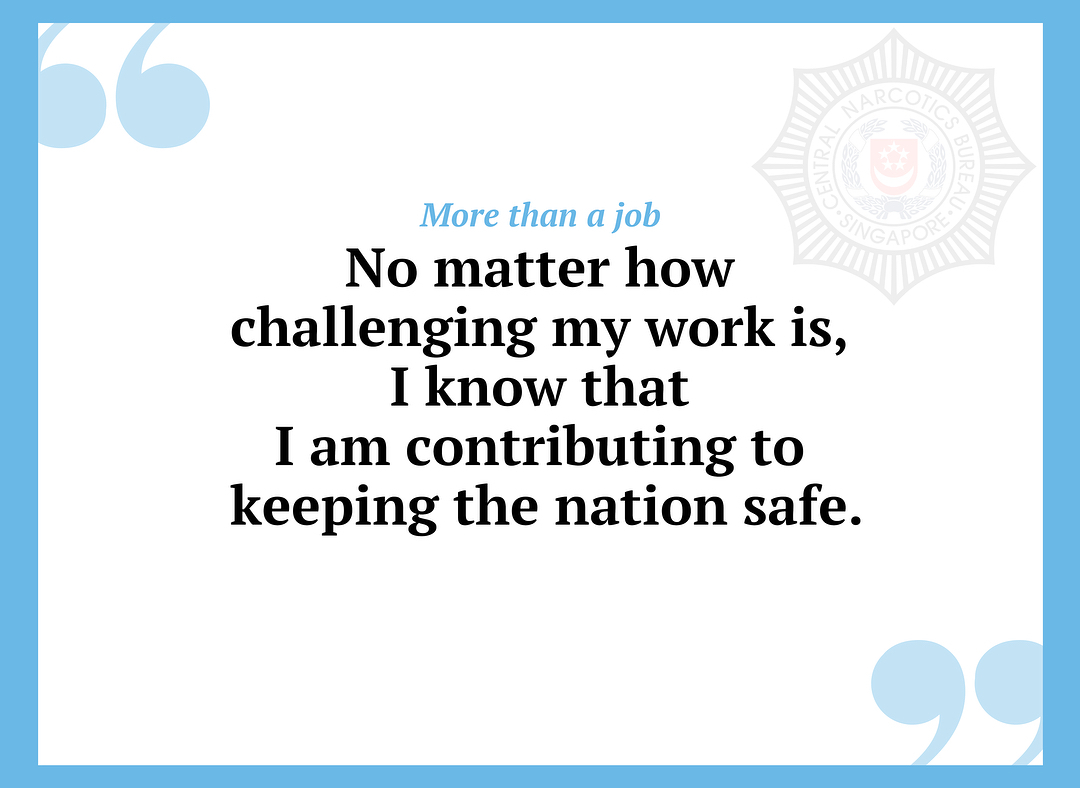 CENTRAL NARCOTICS BUREAU
SINGAPORE
More than a job
No matter how
challenging my work is,
I know that
I am contributing to
keeping the nation safe.